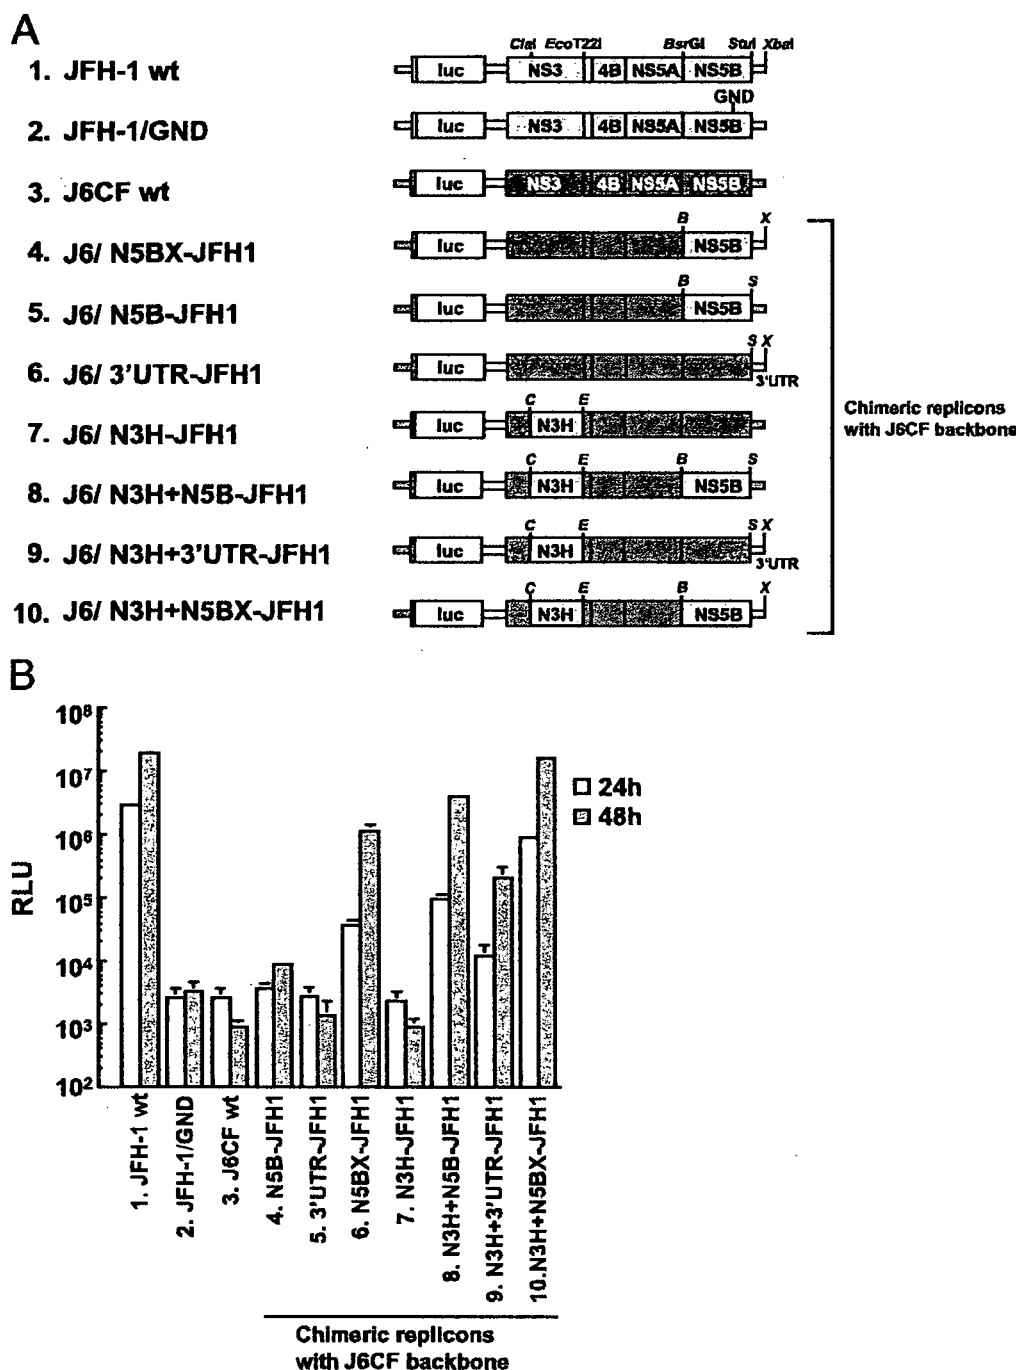 A
ClaI EcoT22I BsrGI StuI XbaI
1. JFH-1 wt luc NS3 4B NS5A NS5B
GND
2. JFH-1/GND luc NS3 4B NS5A NS5B
3. J6CF wt luc NS3 4B NS5A NS5B
B X
4. J6/ N5BX-JFH1 luc NS5B
B S
5. J6/ N5B-JFH1 luc NS5B
S X
6. J6/ 3'UTR-JFH1 luc
3'UTR
C E
7. J6/ N3H-JFH1 luc N3H
C E B S
8. J6/ N3H+N5B-JFH1 luc N3H NS5B
C E S X
9. J6/ N3H+3'UTR-JFH1 luc N3H
3'UTR
C E B X
10. J6/ N3H+N5BX-JFH1 luc N3H NS5B
Chimeric replicons
with J6CF backbone
B
RLU
10⁸
10⁷
10⁶
10⁵
10⁴
10³
10²
24h
48h
1. JFH-1 wt
2. JFH-1/GND
3. J6CF wt
4. N5B-JFH1
5. 3'UTR-JFH1
6. N5BX-JFH1
7. N3H-JFH1
8. N3H+N5B-JFH1
9. N3H+3'UTR-JFH1
10.N3H+N5BX-JFH1
Chimeric replicons
with J6CF backbone